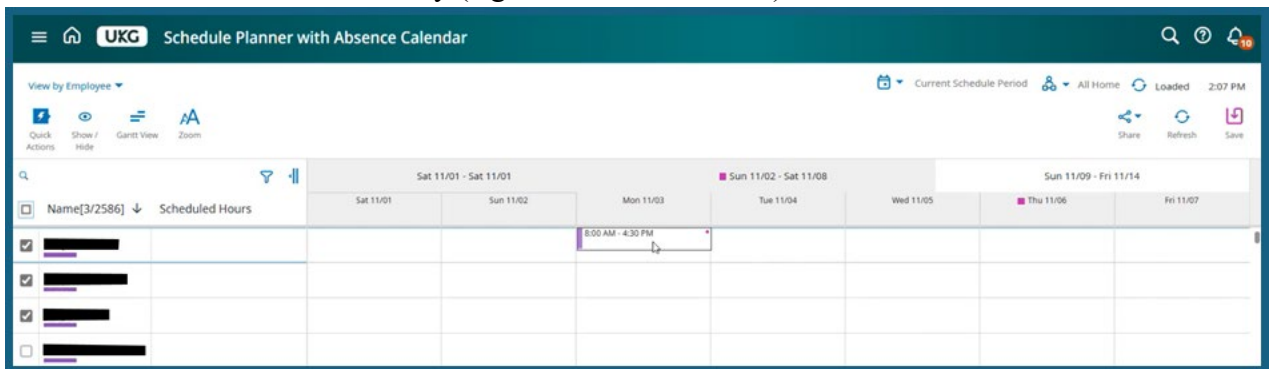 UKG Schedule Planner with Absence Calendar 10
View by Employee Current Schedule Period All Home Loaded 2:07 PM
Quick Actions Show / Hide Gantt View Zoom Share Refresh Save
Sat 11/01 - Sat 11/01 Sun 11/02 - Sat 11/08 Sun 11/09 - Fri 11/14
Name[3/2586] Scheduled Hours Sat 11/01 Sun 11/02 Mon 11/03 Tue 11/04 Wed 11/05 Thu 11/06 Fri 11/07
8:00 AM - 4:30 PM